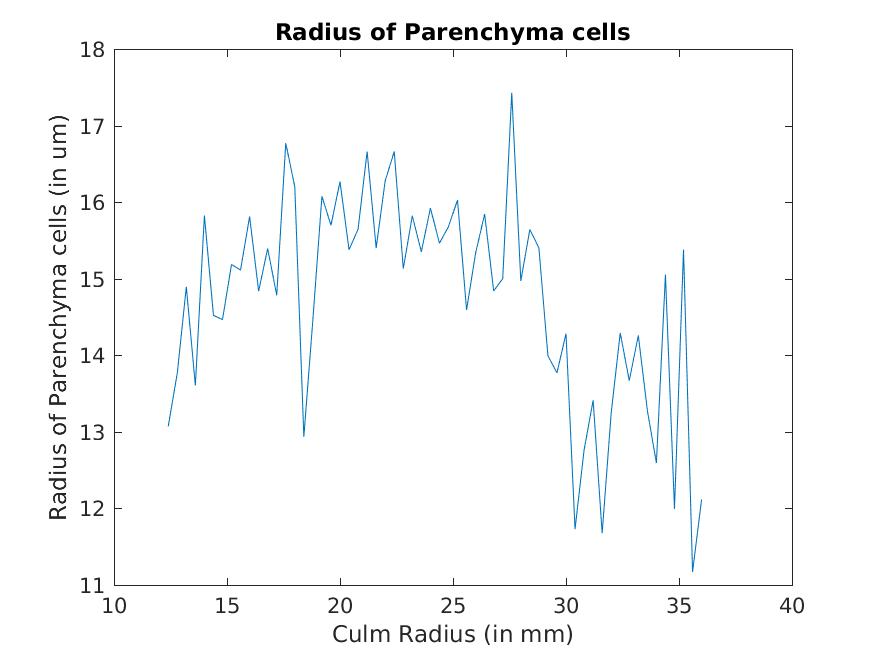 Radius of Parenchyma cells
18
17
16
15
14
13
12
11
Radius of Parenchyma cells (in um)
10 15 20 25 30 35 40
Culm Radius (in mm)